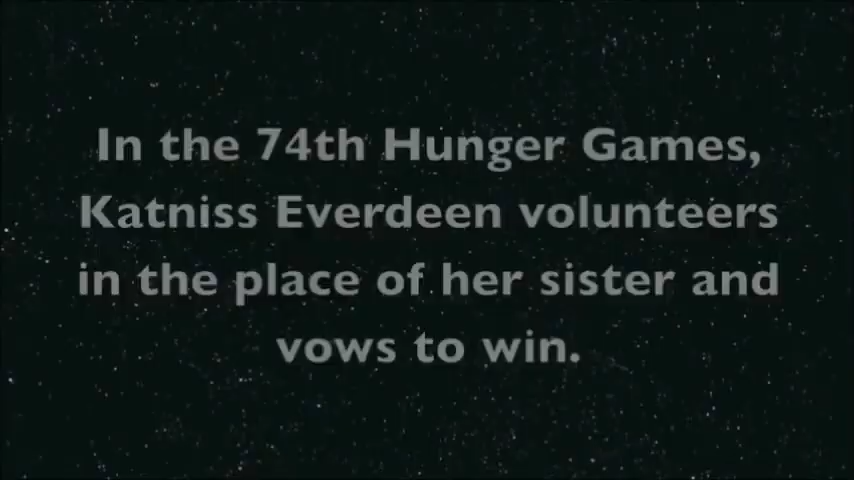 In the 74th Hunger Games,
Katniss Everdeen volunteers
in the place of her sister and
vows to win.